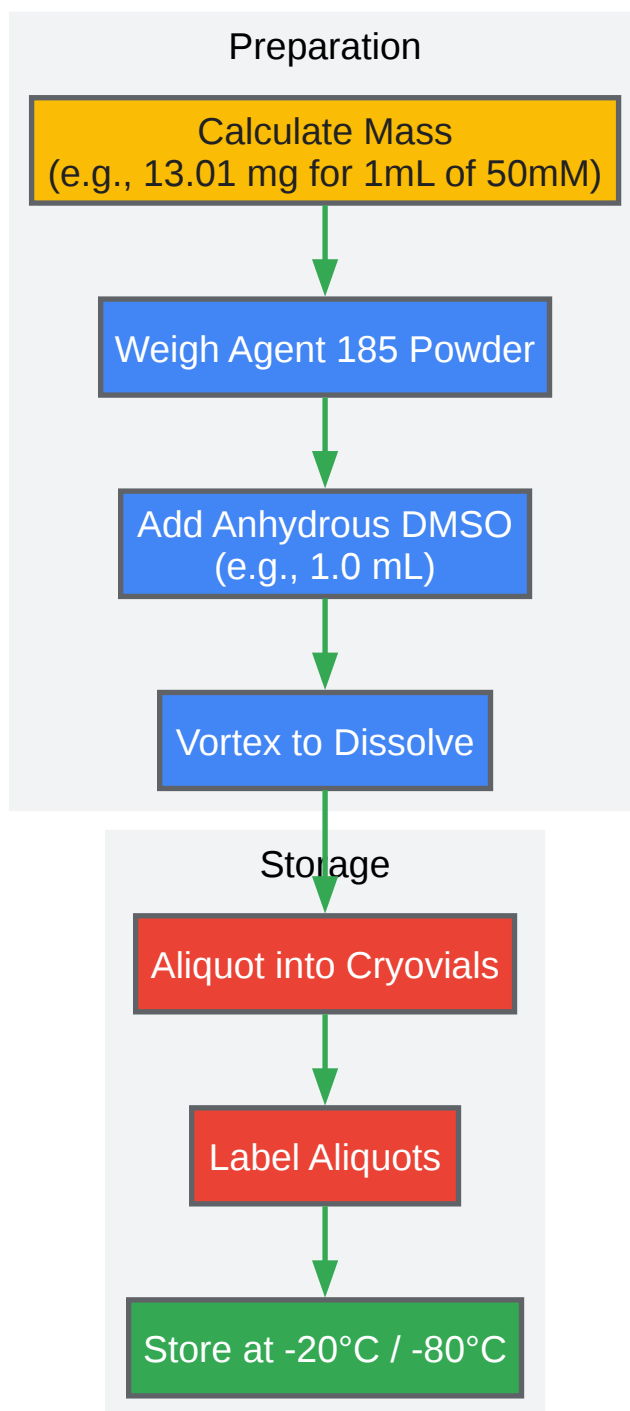 Preparation
Calculate Mass
(e.g., 13.01 mg for 1mL of 50mM)
Weigh Agent 185 Powder
Add Anhydrous DMSO
(e.g., 1.0 mL)
Vortex to Dissolve
Storage
Aliquot into Cryovials
Label Aliquots
Store at -20°C / -80°C